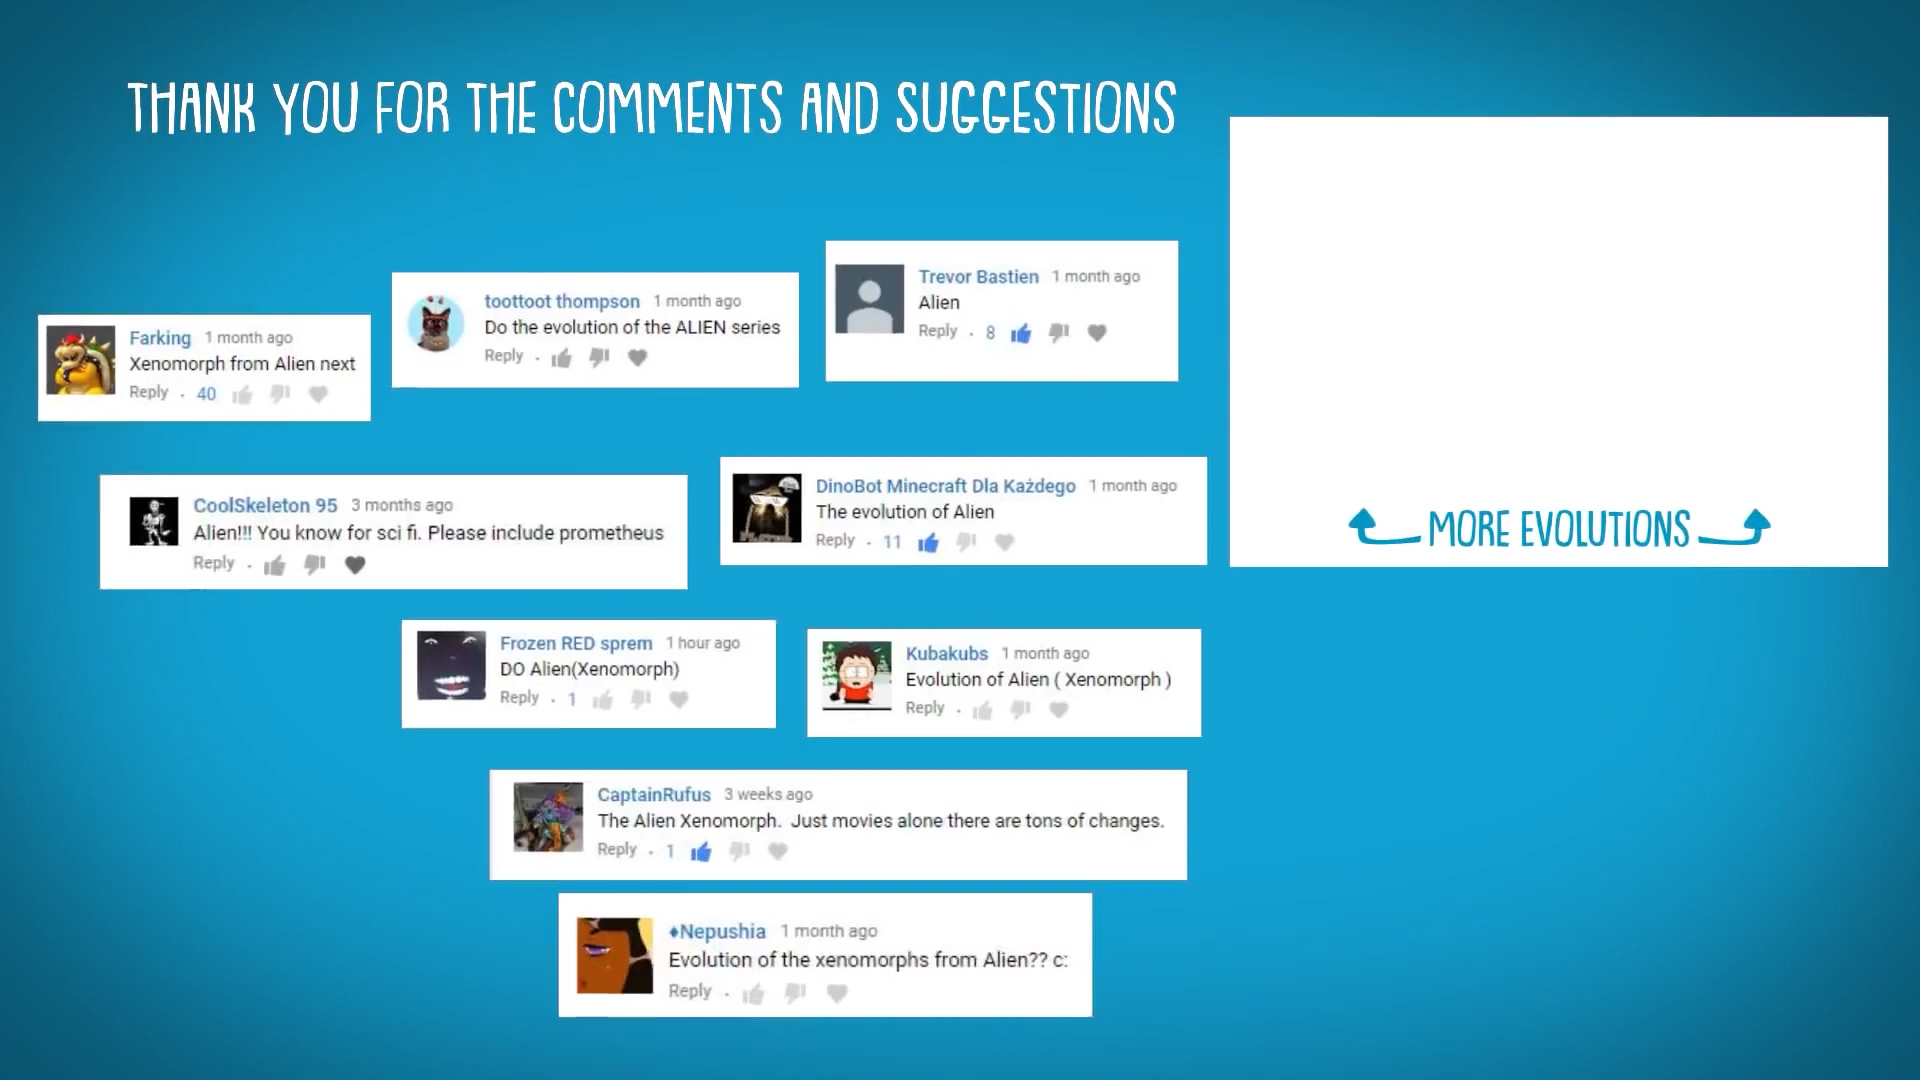 THANK YOU FOR THE COMMENTS AND SUGGESTIONS
Farking 1 month ago
Xenomorph from Alien next
Reply . 40
toottoot thompson 1 month ago
Do the evolution of the ALIEN series
Reply .
Trevor Bastien 1 month ago
Alien
Reply . 8
CoolSkeleton 95 3 months ago
Alien!!! You know for sci fi. Please include prometheus
Reply .
DinoBot Minecraft Dla Każdego 1 month ago
The evolution of Alien
Reply . 11
MORE EVOLUTIONS
Frozen RED sprem 1 hour ago
DO Alien(Xenomorph)
Reply . 1
Kubakubs 1 month ago
Evolution of Alien ( Xenomorph )
Reply .
CaptainRufus 3 weeks ago
The Alien Xenomorph. Just movies alone there are tons of changes.
Reply . 1
♦Nepushia 1 month ago
Evolution of the xenomorphs from Alien?? c:
Reply .